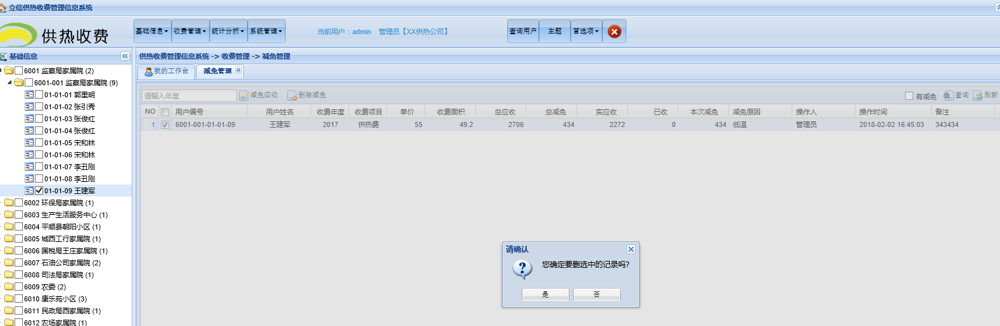 立信供热收费管理信息系统
供热收费
基础信息 收费管理 统计分析 系统管理 当前用户：admin 管理员【XX供热公司】 查询用户 主题 首选项
基础信息
供热收费管理信息系统 -> 收费管理 -> 减免管理
我的工作台 减免管理
请输入年度 减免应收 删除减免 有减免 查询 刷新
NO 用户编号 用户姓名 收费年度 收费项目 单价 收费面积 总应收 总减免 实应收 已收 本次减免 减免原因 操作人 操作时间 备注
1 6001-001-01-01-09 王建军 2017 供热费 55 49.2 2706 434 2272 0 434 低温 管理员 2018-02-02 16:45:03 343434
6001 监察局家属院 (2)
6001-001 监察局家属院 (9)
01-01-01 郭里明
01-01-02 张引秀
01-01-03 张俊红
01-01-04 张俊红
01-01-05 宋和林
01-01-06 宋和林
01-01-07 李丑刚
01-01-08 李丑刚
01-01-09 王建军
6002 环保局家属院 (1)
6003 生产生活服务中心 (1)
6004 平顺县朝阳小区 (1)
6005 城西工行家属院 (1)
6006 国税局王庄家属院 (1)
6007 石油公司家属院 (2)
6008 司法局家属院 (1)
6009 农委 (2)
6010 康乐苑小区 (3)
6011 民政局西家属院 (1)
6012 农场家属院 (1)
请确认
您确定要删选中的记录吗?
是 否